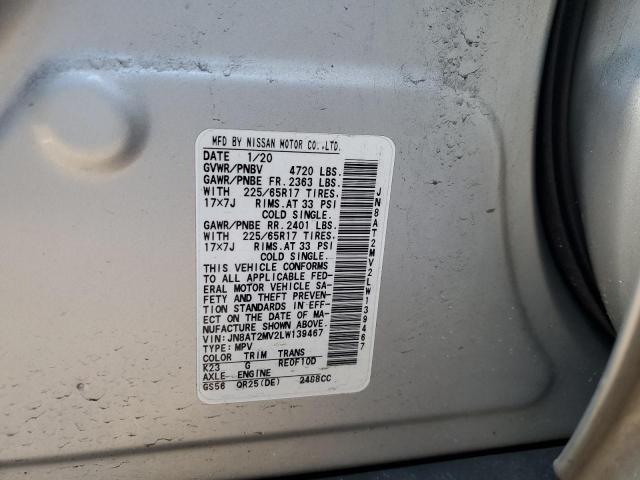 MFD BY NISSAN MOTOR CO.,LTD.
DATE 1/20
GVWR/PNBV 4720 LBS.
GAWR/PNBE FR. 2363 LBS.
WITH 225/65R17 TIRES.
17×7J RIMS.AT 33 PSI
COLD SINGLE.
GAWR/PNBE RR. 2401 LBS.
WITH 225/65R17 TIRES.
17×7J RIMS.AT 33 PSI
COLD SINGLE.
THIS VEHICLE CONFORMS
TO ALL APPLICABLE FED-
ERAL MOTOR VEHICLE SA-
FETY AND THEFT PREVEN-
TION STANDARDS IN EFF-
ECT ON THE DATE OF MA-
NUFACTURE SHOWN ABOVE.
VIN: JN8AT2MV2LW139467
TYPE: MPV
COLOR TRIM TRANS
K23 G RE0F10D
AXLE ENGINE
GS56 QR25(DE) 2488CC
JN8AT2MV2LW139467